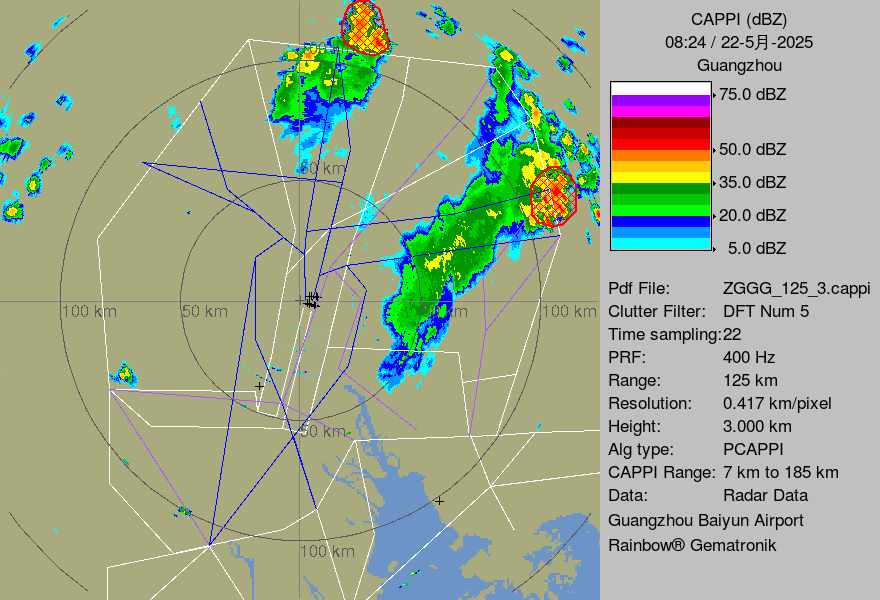 CAPPI (dBZ)
08:24 / 22-5月-2025
Guangzhou
75.0 dBZ
50.0 dBZ
35.0 dBZ
20.0 dBZ
5.0 dBZ
Pdf File: ZGGG_125_3.cappi
Clutter Filter: DFT Num 5
Time sampling:22
PRF: 400 Hz
Range: 125 km
Resolution: 0.417 km/pixel
Height: 3.000 km
Alg type: PCAPPI
CAPPI Range: 7 km to 185 km
Data: Radar Data
Guangzhou Baiyun Airport
Rainbow® Gematronik
50 km
100 km
50 km
100 km
50 km
100 km